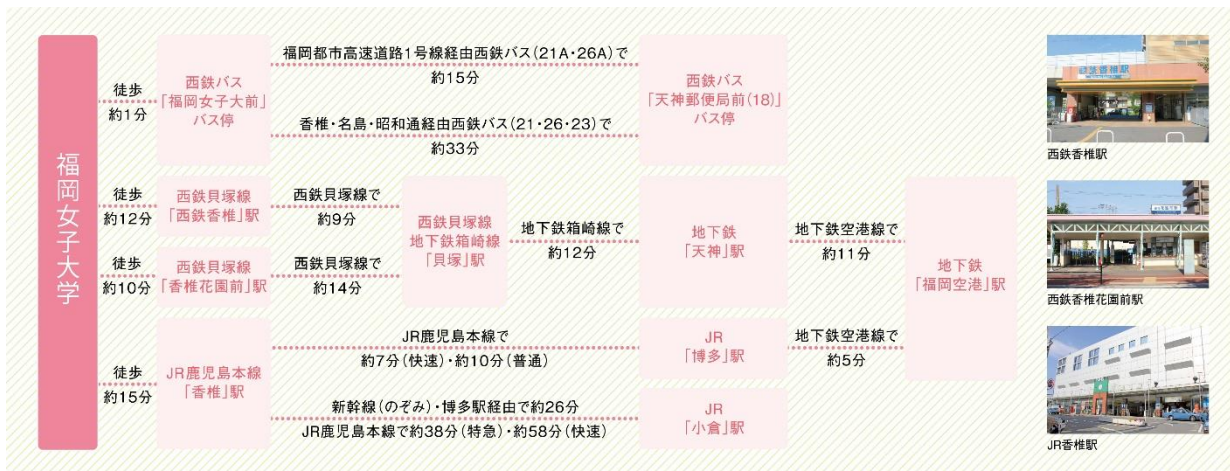 福岡女子大学
徒歩
約1分
西鉄バス
「福岡女子大前」
バス停
福岡都市高速道路1号線経由西鉄バス(21A・26A)で
約15分
香椎・名島・昭和通経由西鉄バス(21・26・23)で
約33分
西鉄バス
「天神郵便局前(18)」
バス停
徒歩
約12分
西鉄貝塚線
「西鉄香椎」駅
西鉄貝塚線で
約9分
徒歩
約10分
西鉄貝塚線
「香椎花園前」駅
西鉄貝塚線で
約14分
西鉄貝塚線
地下鉄箱崎線
「貝塚」駅
地下鉄箱崎線で
約12分
地下鉄
「天神」駅
地下鉄空港線で
約11分
地下鉄
「福岡空港」駅
徒歩
約15分
JR鹿児島本線
「香椎」駅
JR鹿児島本線で
約7分(快速)・約10分(普通)
JR
「博多」駅
地下鉄空港線で
約5分
新幹線(のぞみ)・博多駅経由で約26分
JR鹿児島本線で約38分(特急)・約58分(快速)
JR
「小倉」駅
西鉄香椎駅
西鉄香椎駅
西鉄香椎花園前駅
JR香椎駅